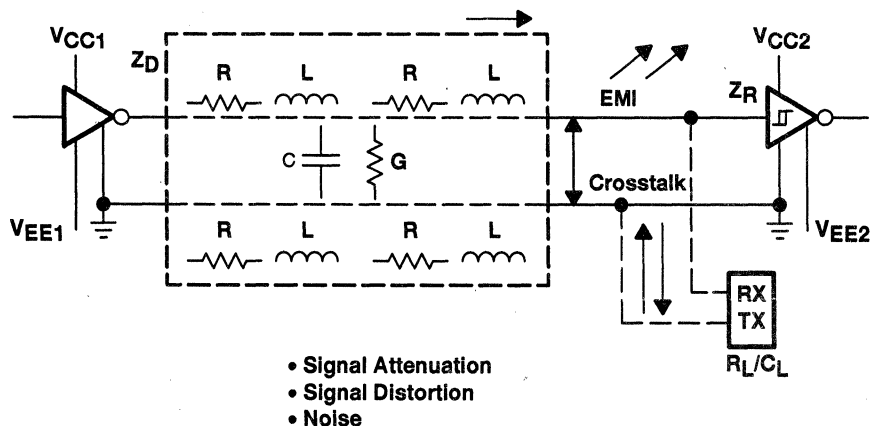 VCC1
ZD
R L R L
EMI
VCC2
ZR
C
G
Crosstalk
VEE1
R L R L
VEE2
RX
TX
RL/CL
• Signal Attenuation
• Signal Distortion
• Noise